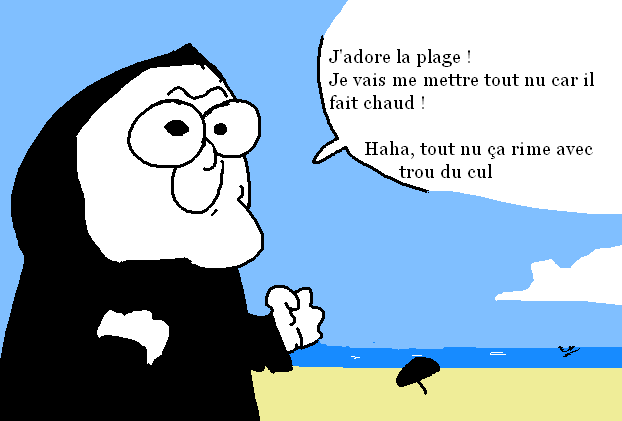 J'adore la plage !
Je vais me mettre tout nu car il
fait chaud !
Haha, tout nu ça rime avec
trou du cul